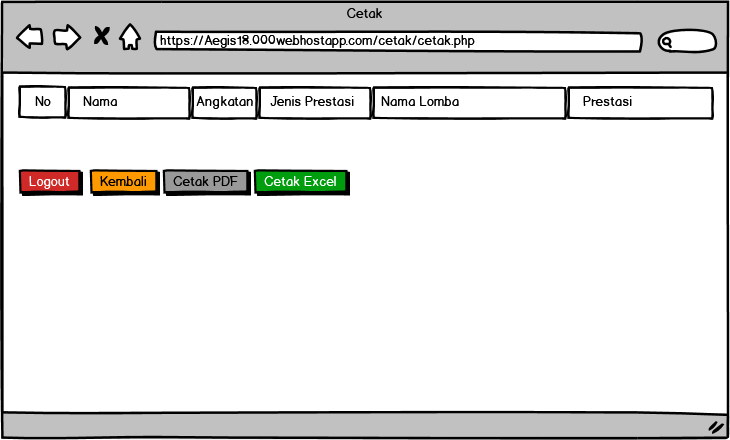 Cetak
https://Aegis18.000webhostapp.com/cetak/cetak.php
No Nama Angkatan Jenis Prestasi Nama Lomba Prestasi
Logout Kembali Cetak PDF Cetak Excel